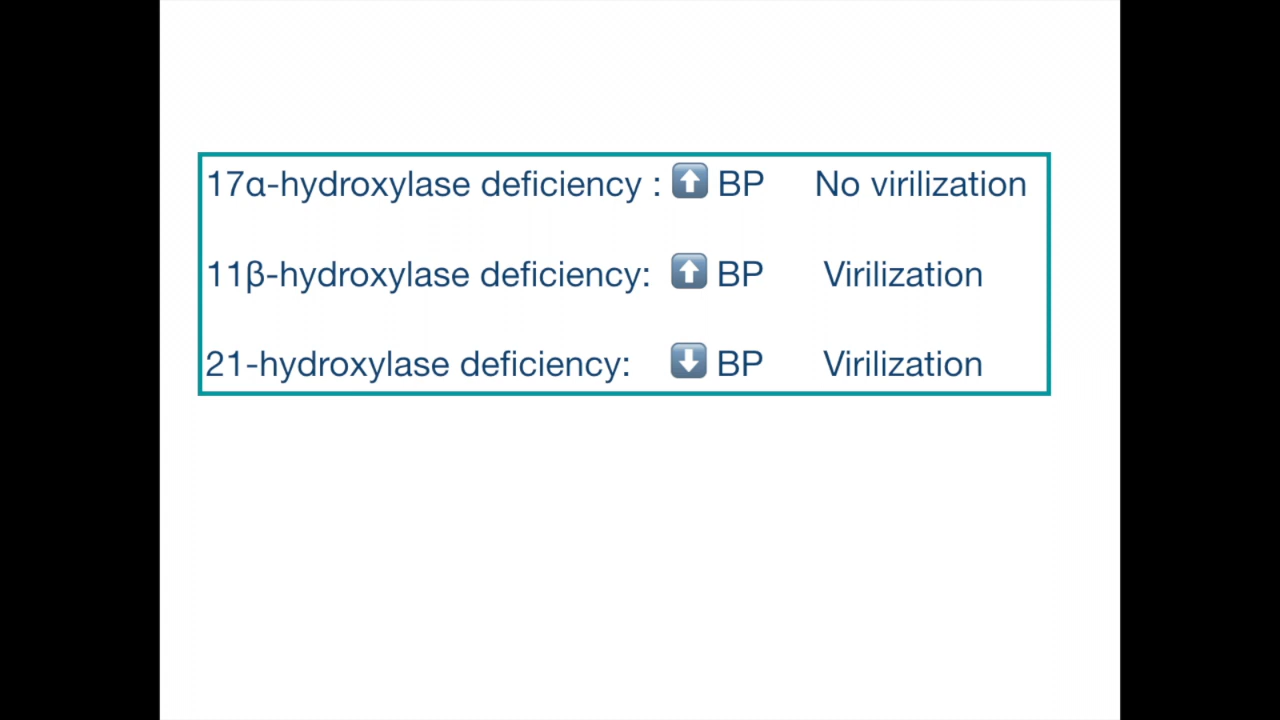 17α-hydroxylase deficiency : ⬆️ BP No virilization
11β-hydroxylase deficiency: ⬆️ BP Virilization
21-hydroxylase deficiency: ⬇️ BP Virilization